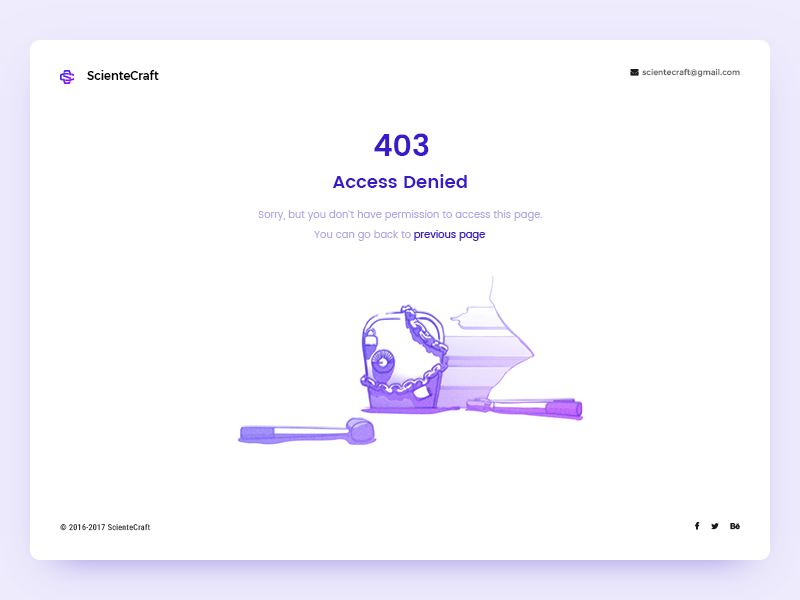 ScienteCraft
scientecraft@gmail.com
403
Access Denied
Sorry, but you don't have permission to access this page.
You can go back to previous page
© 2016-2017 ScienteCraft